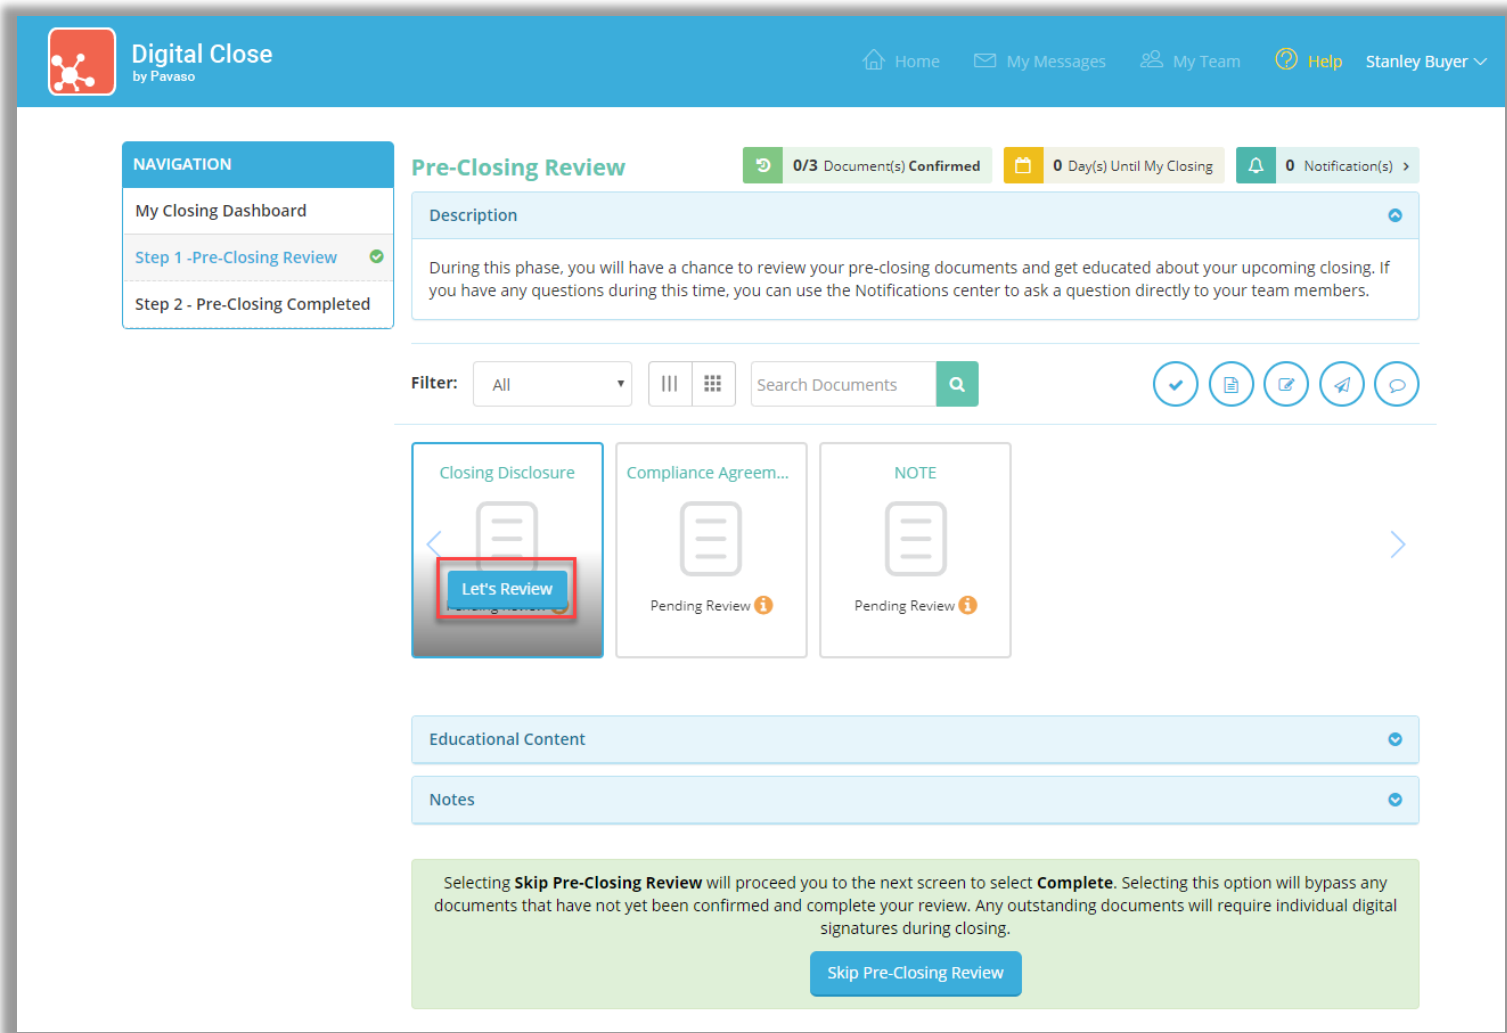 Digital Close
by Pavaso
Home
My Messages
My Team
Help
Stanley Buyer
NAVIGATION
My Closing Dashboard
Step 1 -Pre-Closing Review
Step 2 - Pre-Closing Completed
Pre-Closing Review
0/3 Document(s) Confirmed
0 Day(s) Until My Closing
0 Notification(s)
Description
During this phase, you will have a chance to review your pre-closing documents and get educated about your upcoming closing. If
you have any questions during this time, you can use the Notifications center to ask a question directly to your team members.
Filter:
All
Search Documents
Closing Disclosure
Let's Review
Compliance Agreem...
Pending Review
NOTE
Pending Review
Educational Content
Notes
Selecting Skip Pre-Closing Review will proceed you to the next screen to select Complete. Selecting this option will bypass any
documents that have not yet been confirmed and complete your review. Any outstanding documents will require individual digital
signatures during closing.
Skip Pre-Closing Review